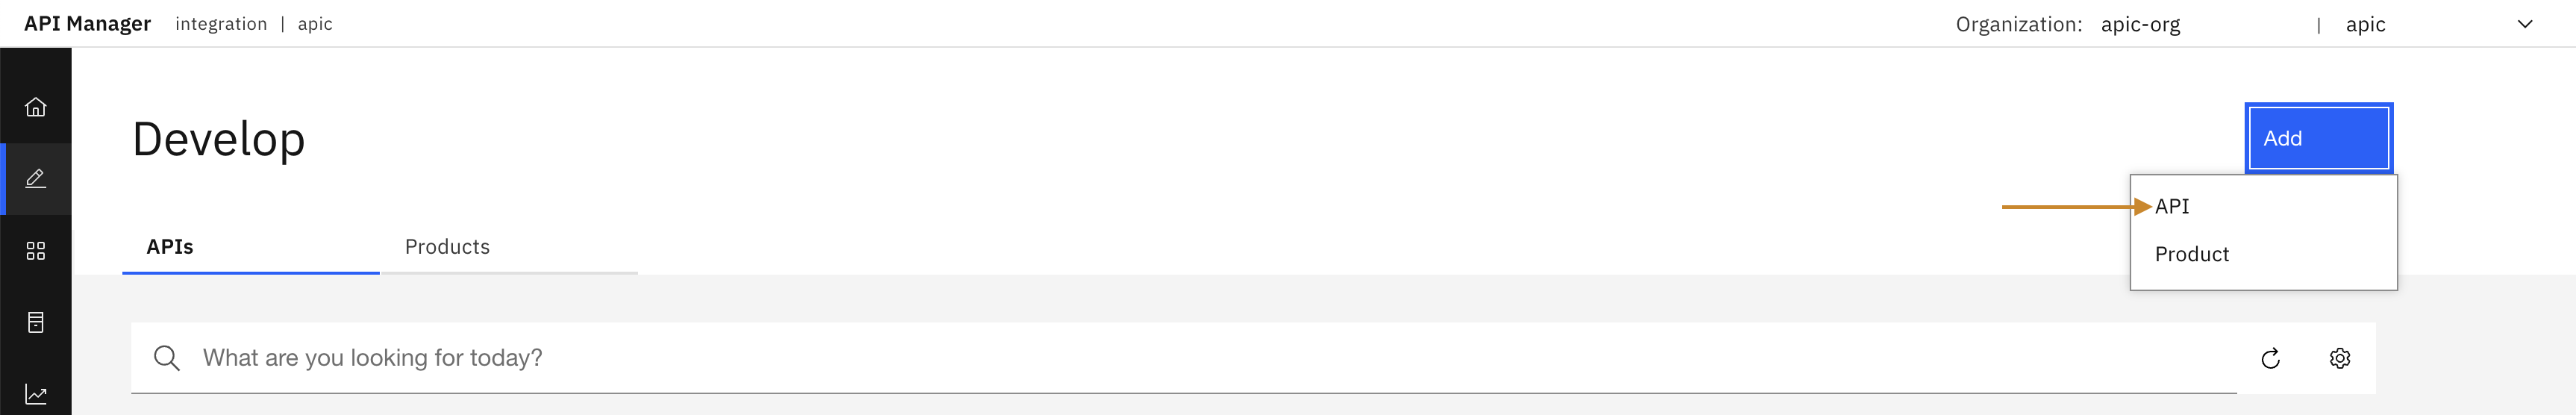 API Manager integration | apic Organization: apic-org | apic
Develop
Add
API
APIs Products
Product
What are you looking for today?